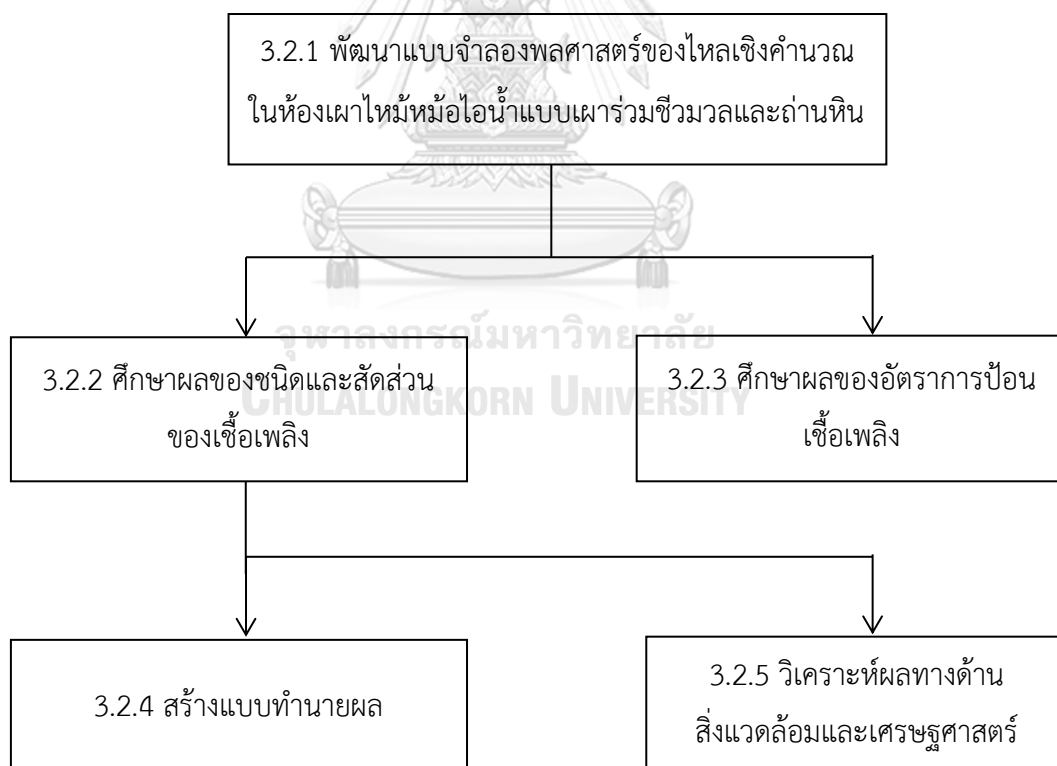 3.2.1 พัฒนาแบบจำลองพลศาสตร์ของไหลเชิงคำนวณ
ในห้องเผาไหม้หม้อไอน้ำแบบเผาร่วมชีวมวลและถ่านหิน
จุฬาลงกรณ์มหาวิทยาลัย
CHULALONGKORN UNIVERSITY
3.2.2 ศึกษาผลของชนิดและสัดส่วน
ของเชื้อเพลิง
3.2.3 ศึกษาผลของอัตราการป้อน
เชื้อเพลิง
3.2.4 สร้างแบบทำนายผล
3.2.5 วิเคราะห์ผลทางด้าน
สิ่งแวดล้อมและเศรษฐศาสตร์